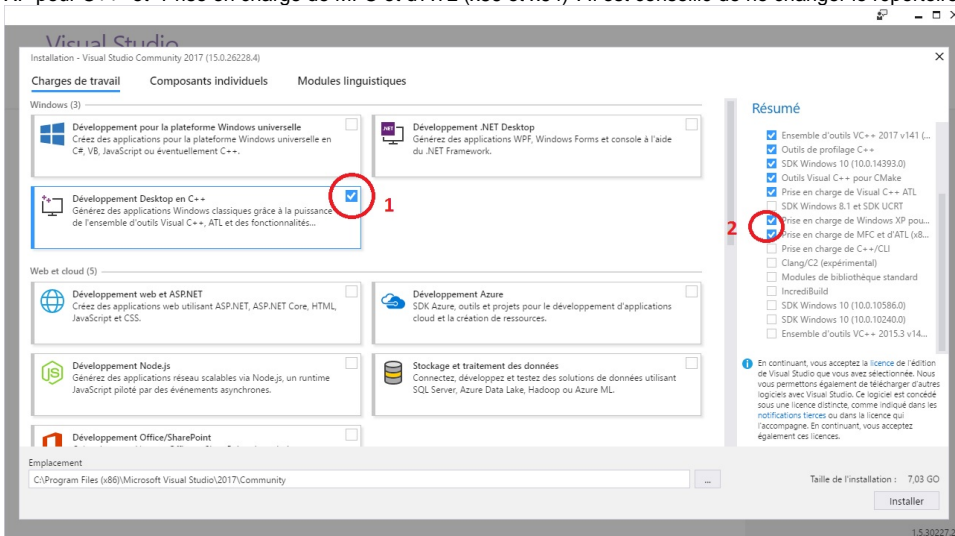 XP pour C++ et Prise en charge de MFC et d'ATL (x86 et x64) . Il est conseillé de ne changer le répertoire
Visual Studio
Installation - Visual Studio Community 2017 (15.0.26228.4)
Charges de travail Composants individuels Modules linguistiques
Windows (3)
Développement pour la plateforme Windows universelle
Créez des applications pour la plateforme Windows universelle en
C#, VB, JavaScript ou éventuellement C++.
Développement .NET Desktop
Générez des applications WPF, Windows Forms et console à l'aide
du .NET Framework.
Développement Desktop en C++
Générez des applications Windows classiques grâce à la puissance
de l'ensemble d'outils Visual C++, ATL et des fonctionnalités...
1
Web et cloud (5)
Développement web et ASP.NET
Créez des applications web utilisant ASP.NET, ASP.NET Core, HTML,
JavaScript et CSS.
Développement Azure
SDK Azure, outils et projets pour le développement d'applications
cloud et la création de ressources.
Développement Node.js
Générez des applications réseau scalables via Node.js, un runtime
JavaScript piloté par des événements asynchrones.
Stockage et traitement des données
Connectez, développez et testez des solutions de données utilisant
SQL Server, Azure Data Lake, Hadoop ou Azure ML.
Développement Office/SharePoint
Résumé
Ensemble d'outils VC++ 2017 v141 (...
Outils de profilage C++
SDK Windows 10 (10.0.14393.0)
Outils Visual C++ pour CMake
Prise en charge de Visual C++ ATL
SDK Windows 8.1 et SDK UCRT
2
Prise en charge de Windows XP pou...
Prise en charge de MFC et d'ATL (x8...
Prise en charge de C++/CLI
Clang/C2 (expérimental)
Modules de bibliothèque standard
IncrediBuild
SDK Windows 10 (10.0.10586.0)
SDK Windows 10 (10.0.10240.0)
Ensemble d'outils VC++ 2015.3 v14...
En continuant, vous acceptez la licence de l'édition
de Visual Studio que vous avez sélectionnée. Nous
vous permettons également de télécharger d'autres
logiciels avec Visual Studio. Ce logiciel est concédé
sous une licence distincte, comme indiqué dans les
notifications tierces ou dans la licence qui
l'accompagne. En continuant, vous acceptez
également ces licences.
Emplacement
C:\Program Files (x86)\Microsoft Visual Studio\2017\Community
...
Taille de l'installation : 7,03 GO
Installer
1.5.30227.2